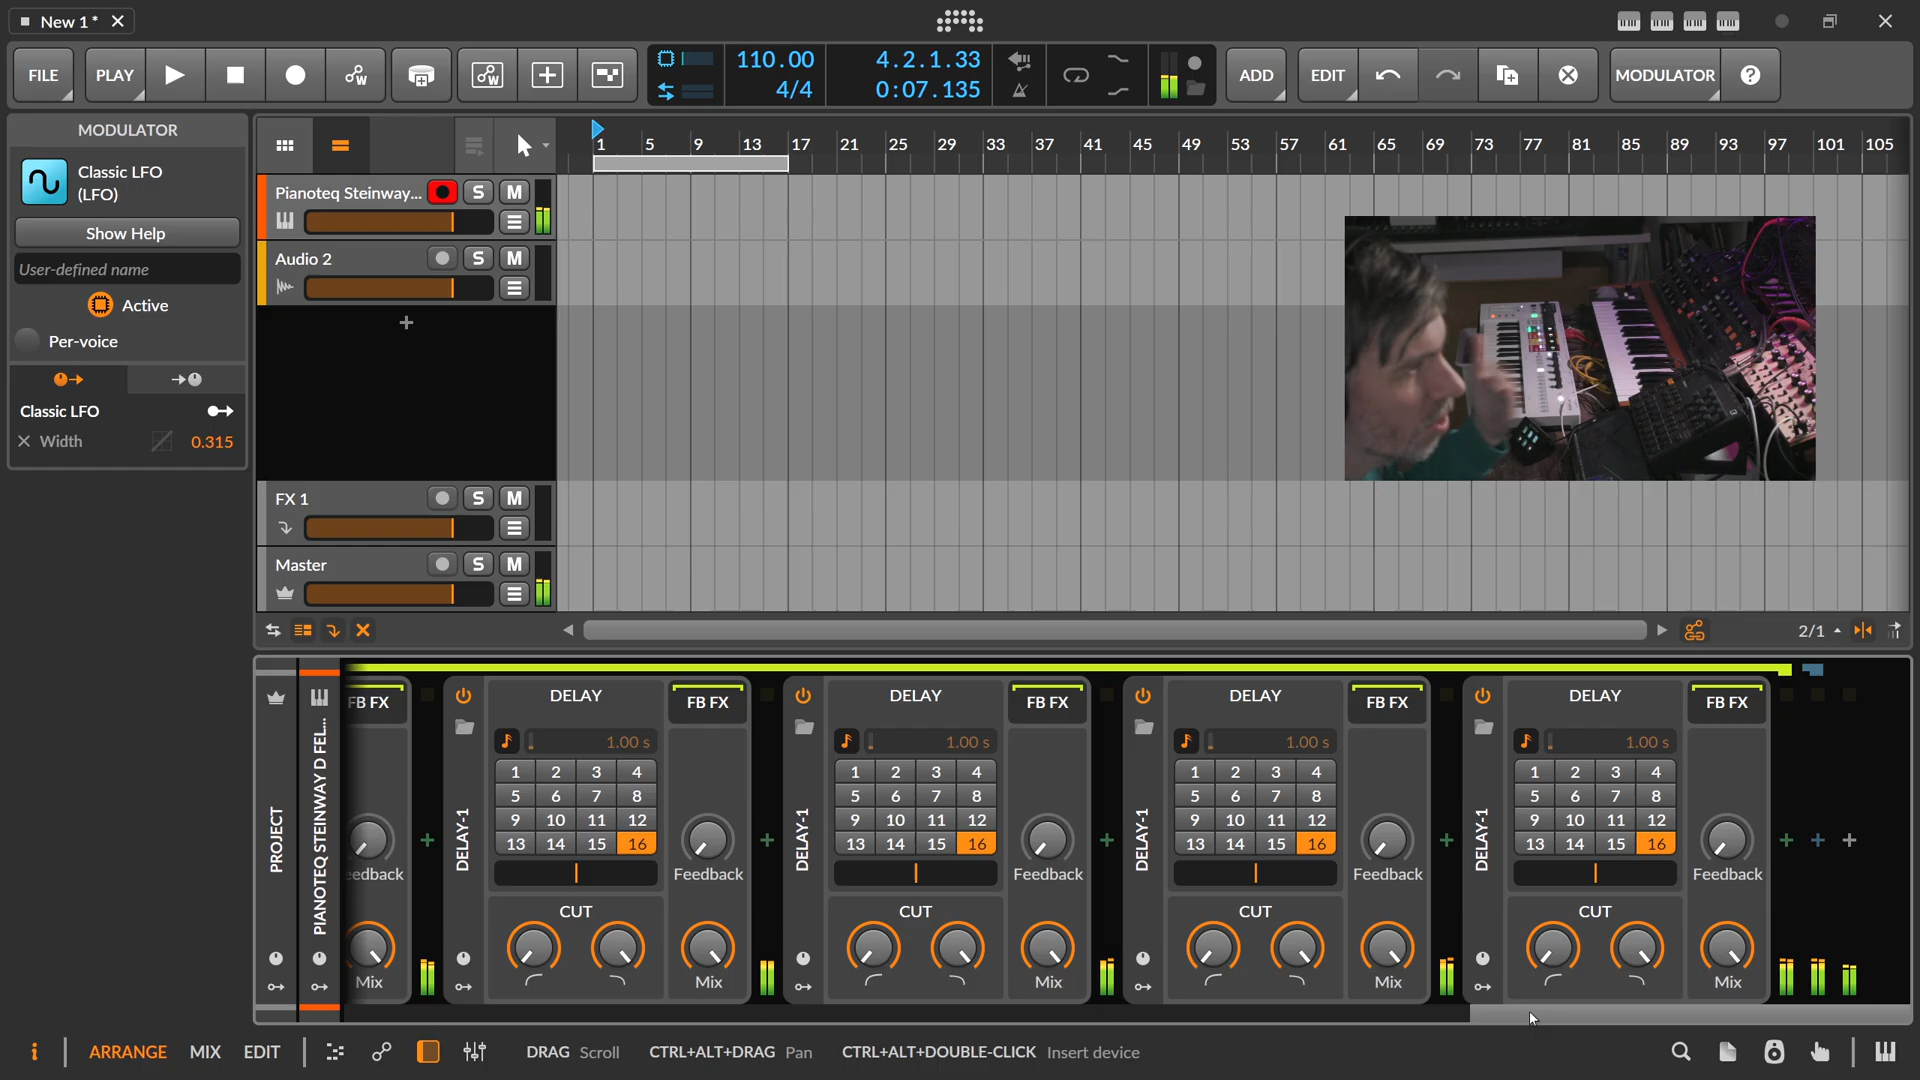 New 1*
FILE
PLAY
110.00
4/4
4.2.1.33
0:07.135
ADD
EDIT
MODULATOR
MODULATOR
Classic LFO
(LFO)
Show Help
User-defined name
Active
Per-voice
Classic LFO
Width 0.315
1 5 9 13 17 21 25 29 33 37 41 45 49 53 57 61 65 69 73 77 81 85 89 93 97 101 105
Pianoteq Steinway... S M
Audio 2 S M
FX 1 S M
Master S M
2/1
PROJECT
PIANOTEQ STEINWAY D FEL...
FB FX
eedback
Mix
DELAY-1
DELAY
FB FX
1.00 s
1 2 3 4
5 6 7 8
9 10 11 12
13 14 15 16
Feedback
CUT
Mix
DELAY-1
DELAY
FB FX
1.00 s
1 2 3 4
5 6 7 8
9 10 11 12
13 14 15 16
Feedback
CUT
Mix
DELAY-1
DELAY
FB FX
1.00 s
1 2 3 4
5 6 7 8
9 10 11 12
13 14 15 16
Feedback
CUT
Mix
DELAY-1
DELAY
FB FX
1.00 s
1 2 3 4
5 6 7 8
9 10 11 12
13 14 15 16
Feedback
CUT
Mix
i ARRANGE MIX EDIT DRAG Scroll CTRL+ALT+DRAG Pan CTRL+ALT+DOUBLE-CLICK Insert device